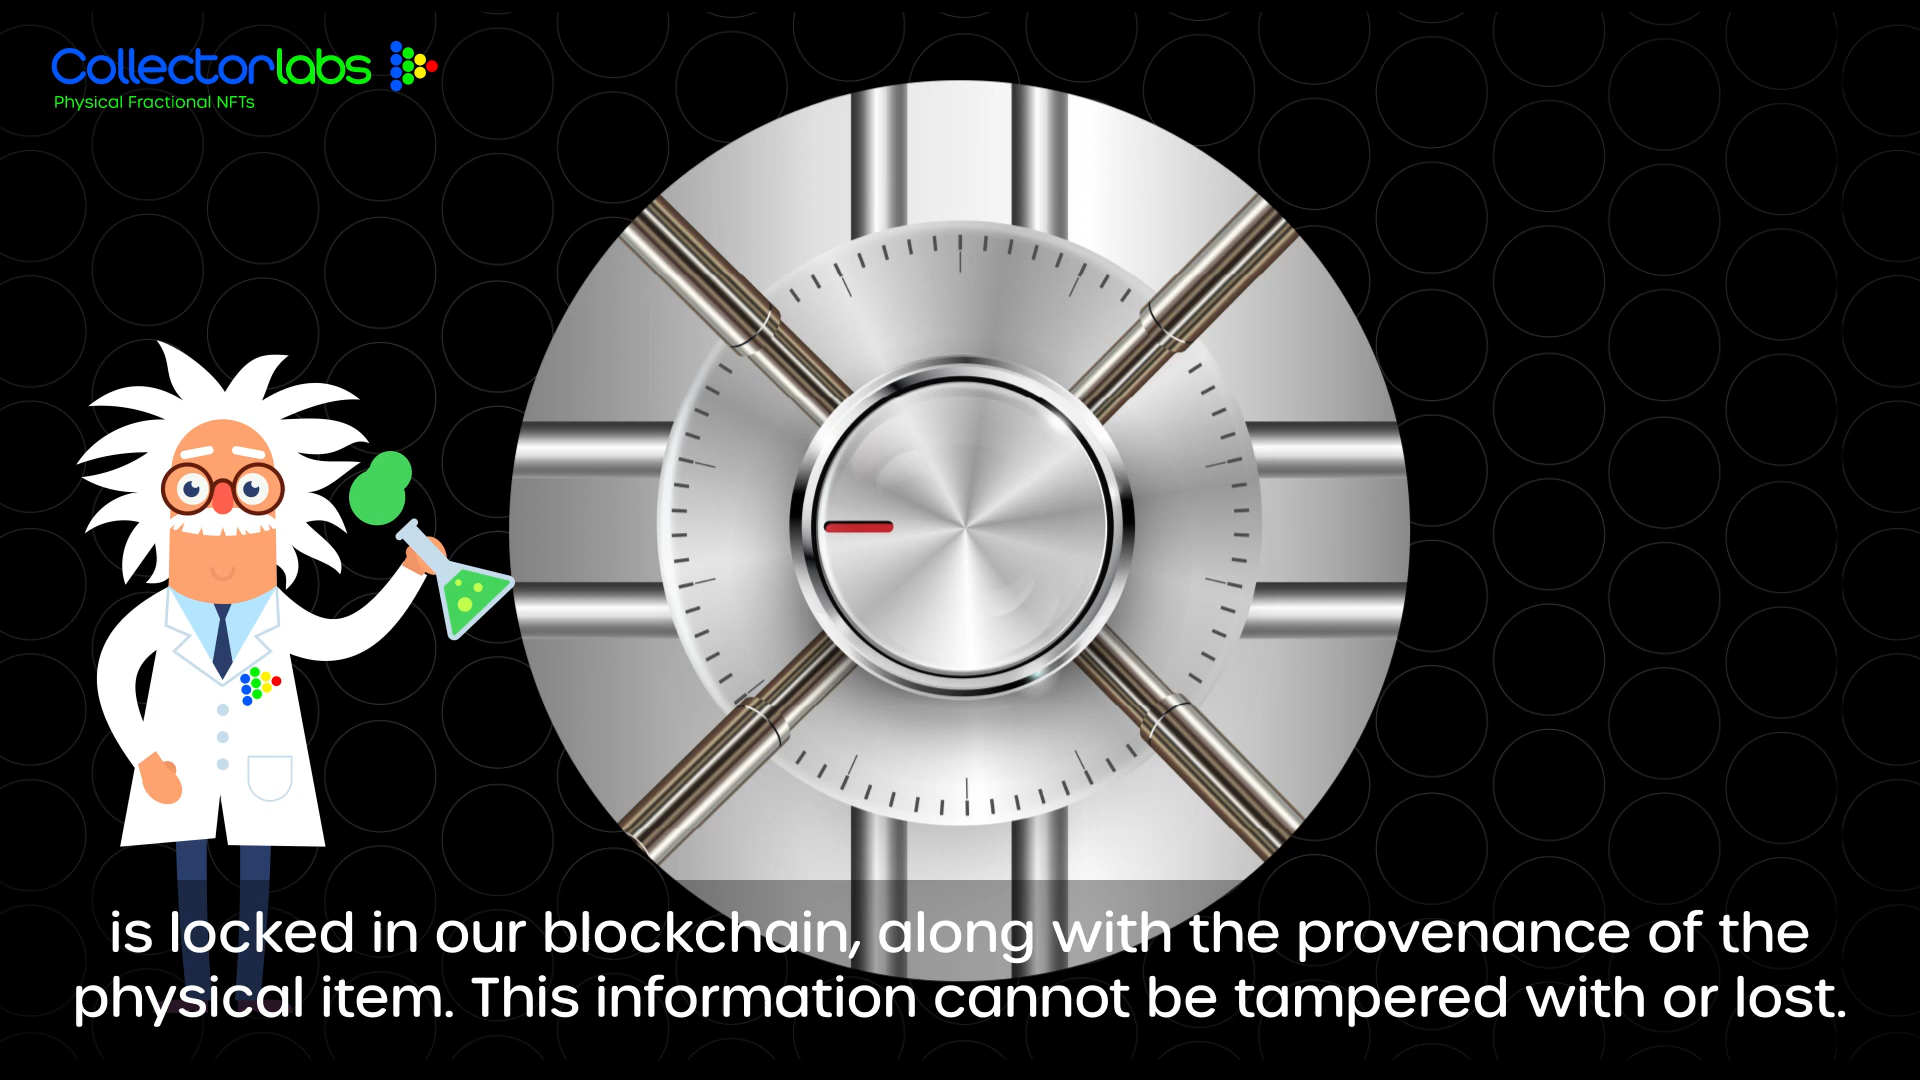 Collectorlabs
Physical Fractional NFTs
is locked in our blockchain, along with the provenance of the
physical item. This information cannot be tampered with or lost.